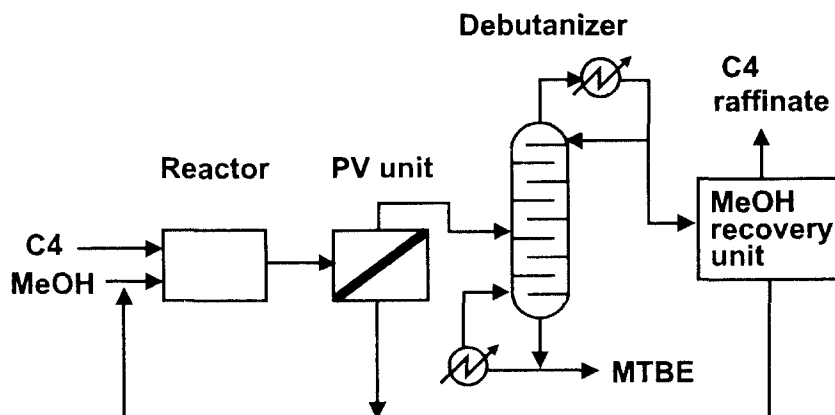 Debutanizer
C4
raffinate
Reactor
PV unit
MeOH
recovery
unit
C4
MeOH
MTBE